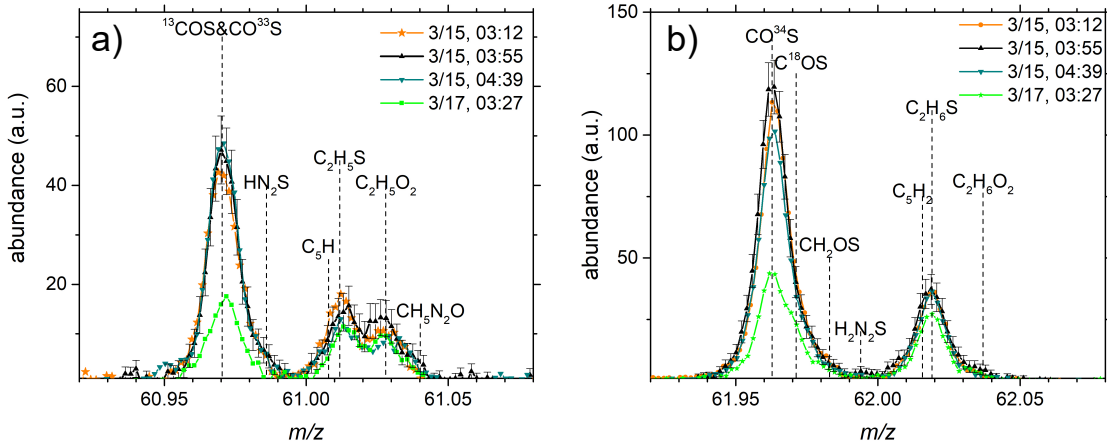 a)
¹³COS&CO³³S
3/15, 03:12
3/15, 03:55
3/15, 04:39
3/17, 03:27
HN₂S
C₂H₅S
C₂H₅O₂
C₅H
CH₅N₂O
60
40
20
abundance (a.u.)
60.95
61.00
61.05
m/z
b)
CO³⁴S
C¹⁸OS
3/15, 03:12
3/15, 03:55
3/15, 04:39
3/17, 03:27
C₂H₆S
C₅H₂
C₂H₆O₂
CH₂OS
H₂N₂S
150
100
50
abundance (a.u.)
61.95
62.00
62.05
m/z